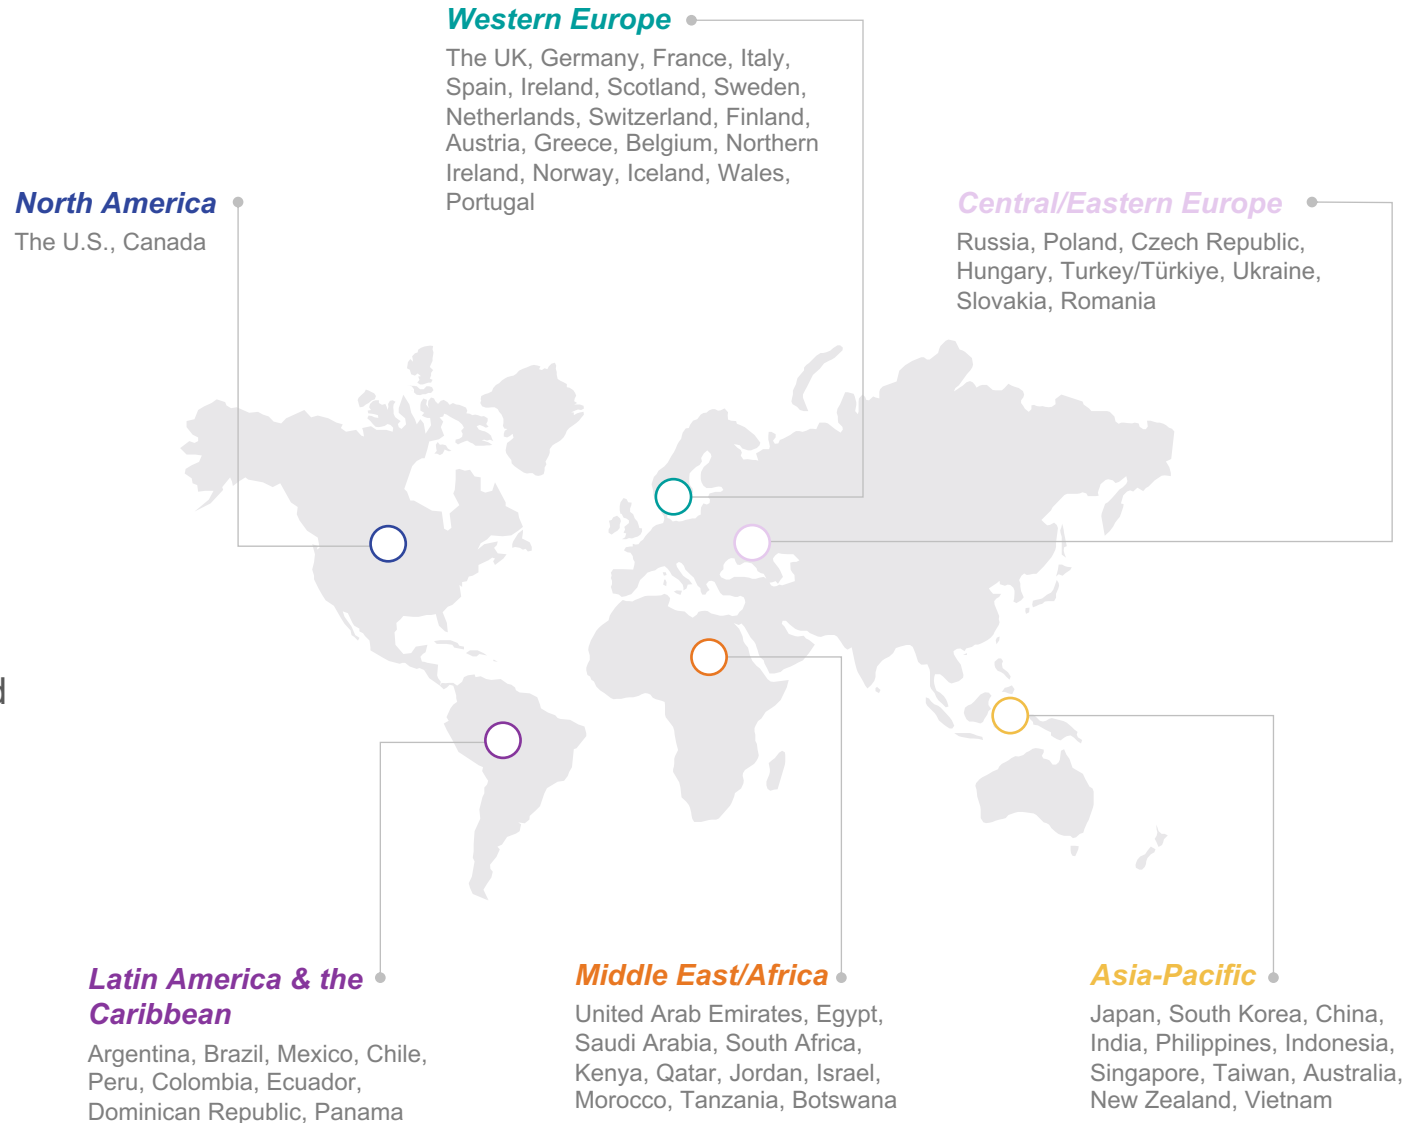 Western Europe
The UK, Germany, France, Italy,
Spain, Ireland, Scotland, Sweden,
Netherlands, Switzerland, Finland,
Austria, Greece, Belgium, Northern
Ireland, Norway, Iceland, Wales,
Portugal
North America
The U.S., Canada
Central/Eastern Europe
Russia, Poland, Czech Republic,
Hungary, Turkey/Türkiye, Ukraine,
Slovakia, Romania
Latin America & the
Caribbean
Argentina, Brazil, Mexico, Chile,
Peru, Colombia, Ecuador,
Dominican Republic, Panama
Middle East/Africa
United Arab Emirates, Egypt,
Saudi Arabia, South Africa,
Kenya, Qatar, Jordan, Israel,
Morocco, Tanzania, Botswana
Asia-Pacific
Japan, South Korea, China,
India, Philippines, Indonesia,
Singapore, Taiwan, Australia,
New Zealand, Vietnam